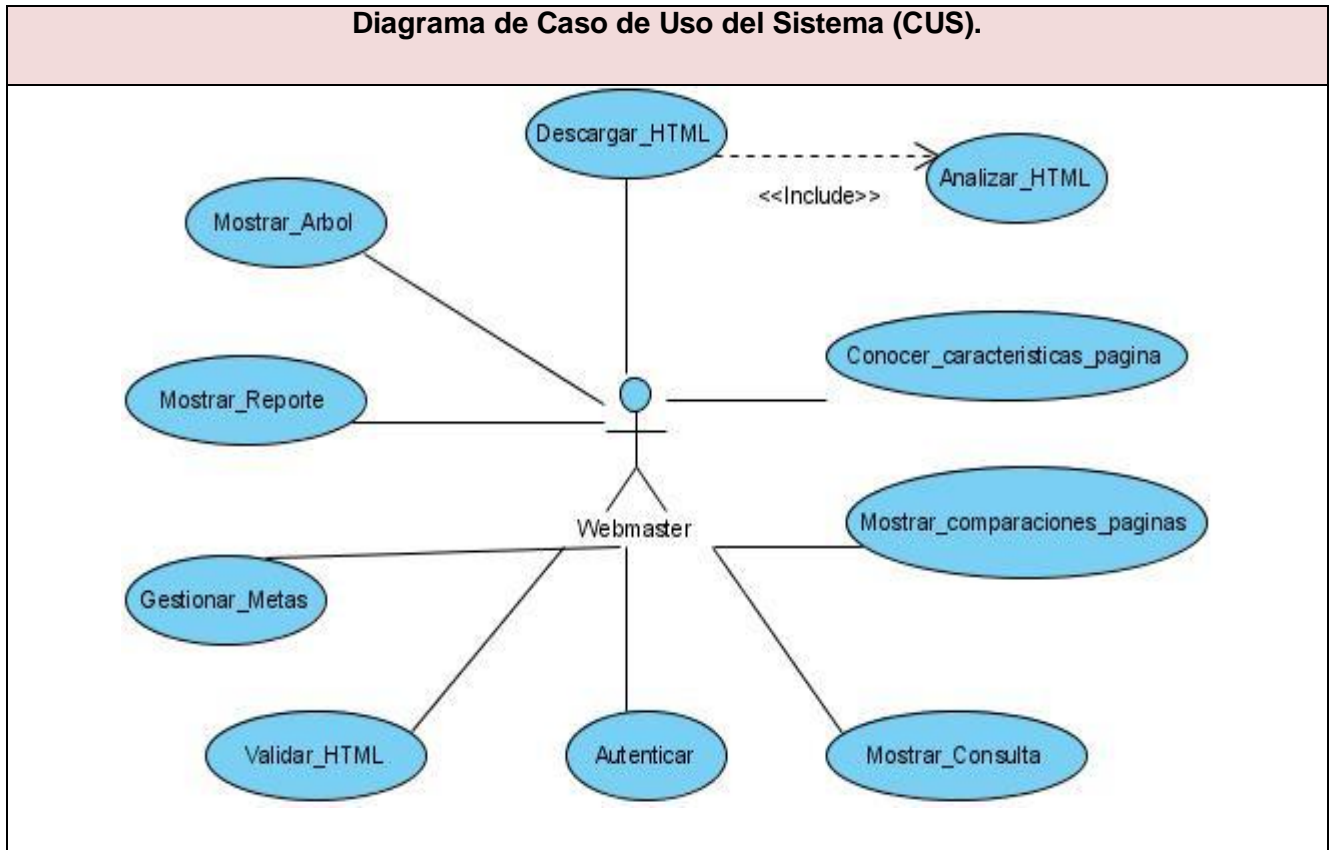 Diagrama de Caso de Uso del Sistema (CUS).
Descargar_HTML
Analizar_HTML
<<Include>>
Mostrar_Arbol
Conocer_caracteristicas_pagina
Mostrar_Reporte
Mostrar_comparaciones_paginas
Webmaster
Gestionar_Metas
Validar_HTML
Autenticar
Mostrar_Consulta